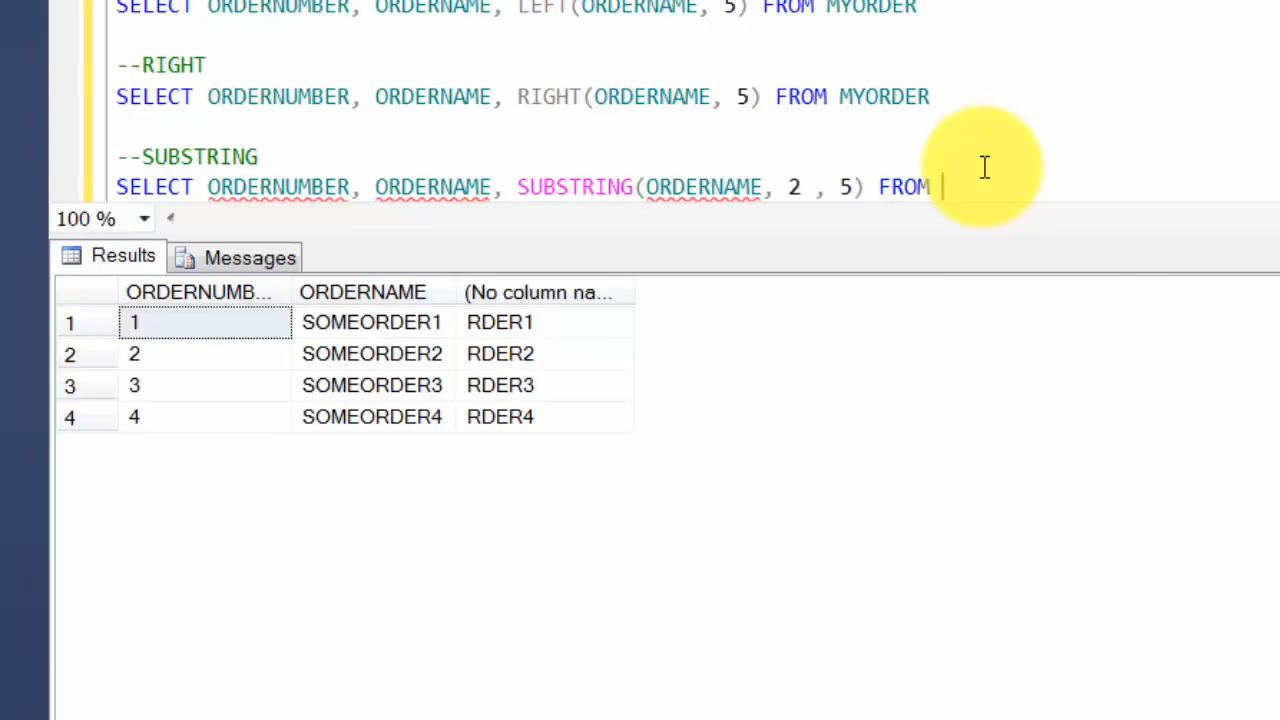 SELECT ORDERNUMBER, ORDERNAME, LEFT(ORDERNAME, 5) FROM MYORDER
--RIGHT
SELECT ORDERNUMBER, ORDERNAME, RIGHT(ORDERNAME, 5) FROM MYORDER
--SUBSTRING
SELECT ORDERNUMBER, ORDERNAME, SUBSTRING(ORDERNAME, 2 , 5) FROM
100 %
Results Messages
ORDERNUMB... ORDERNAME (No column na...
1 1 SOMEORDER1 RDER1
2 2 SOMEORDER2 RDER2
3 3 SOMEORDER3 RDER3
4 4 SOMEORDER4 RDER4